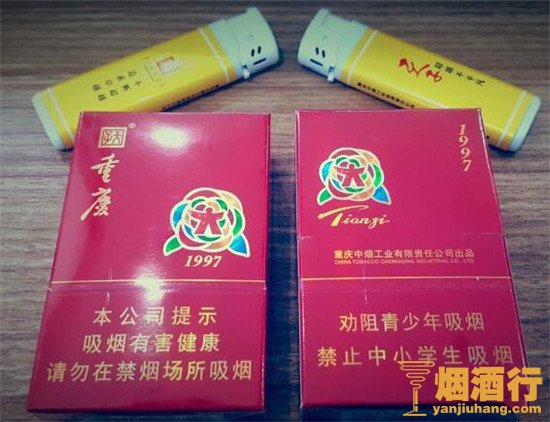 天子
重庆
1997
本公司提示
吸烟有害健康
请勿在禁烟场所吸烟
1997
Tianzi
重庆中烟工业有限责任公司出品
CHINA TOBACCO CHONGQING INDUSTRIAL CO., LTD
劝阻青少年吸烟
禁止中小学生吸烟
烟酒行
yanjiuhang.com